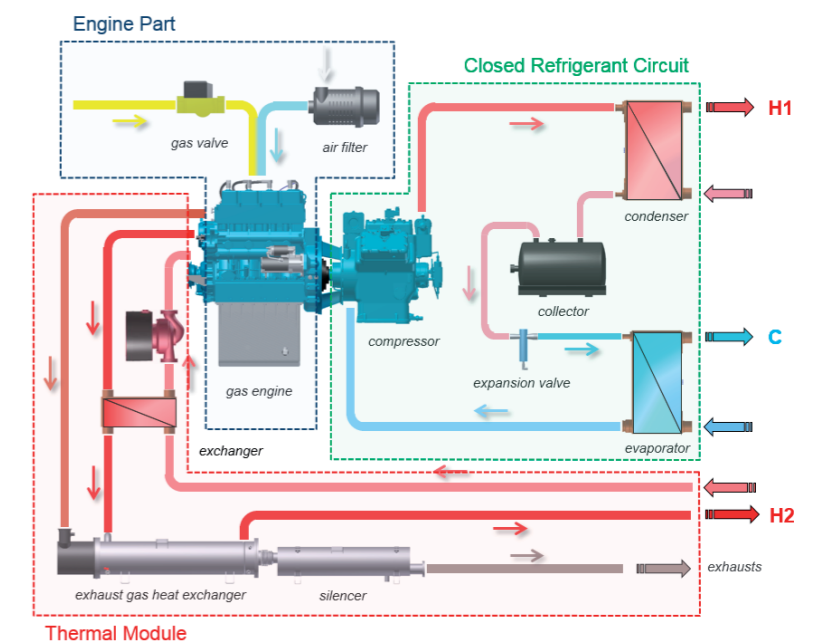 Engine Part
Closed Refrigerant Circuit
H1
gas valve
air filter
condenser
collector
compressor
C
gas engine
expansion valve
evaporator
exchanger
H2
exhausts
exhaust gas heat exchanger
silencer
Thermal Module